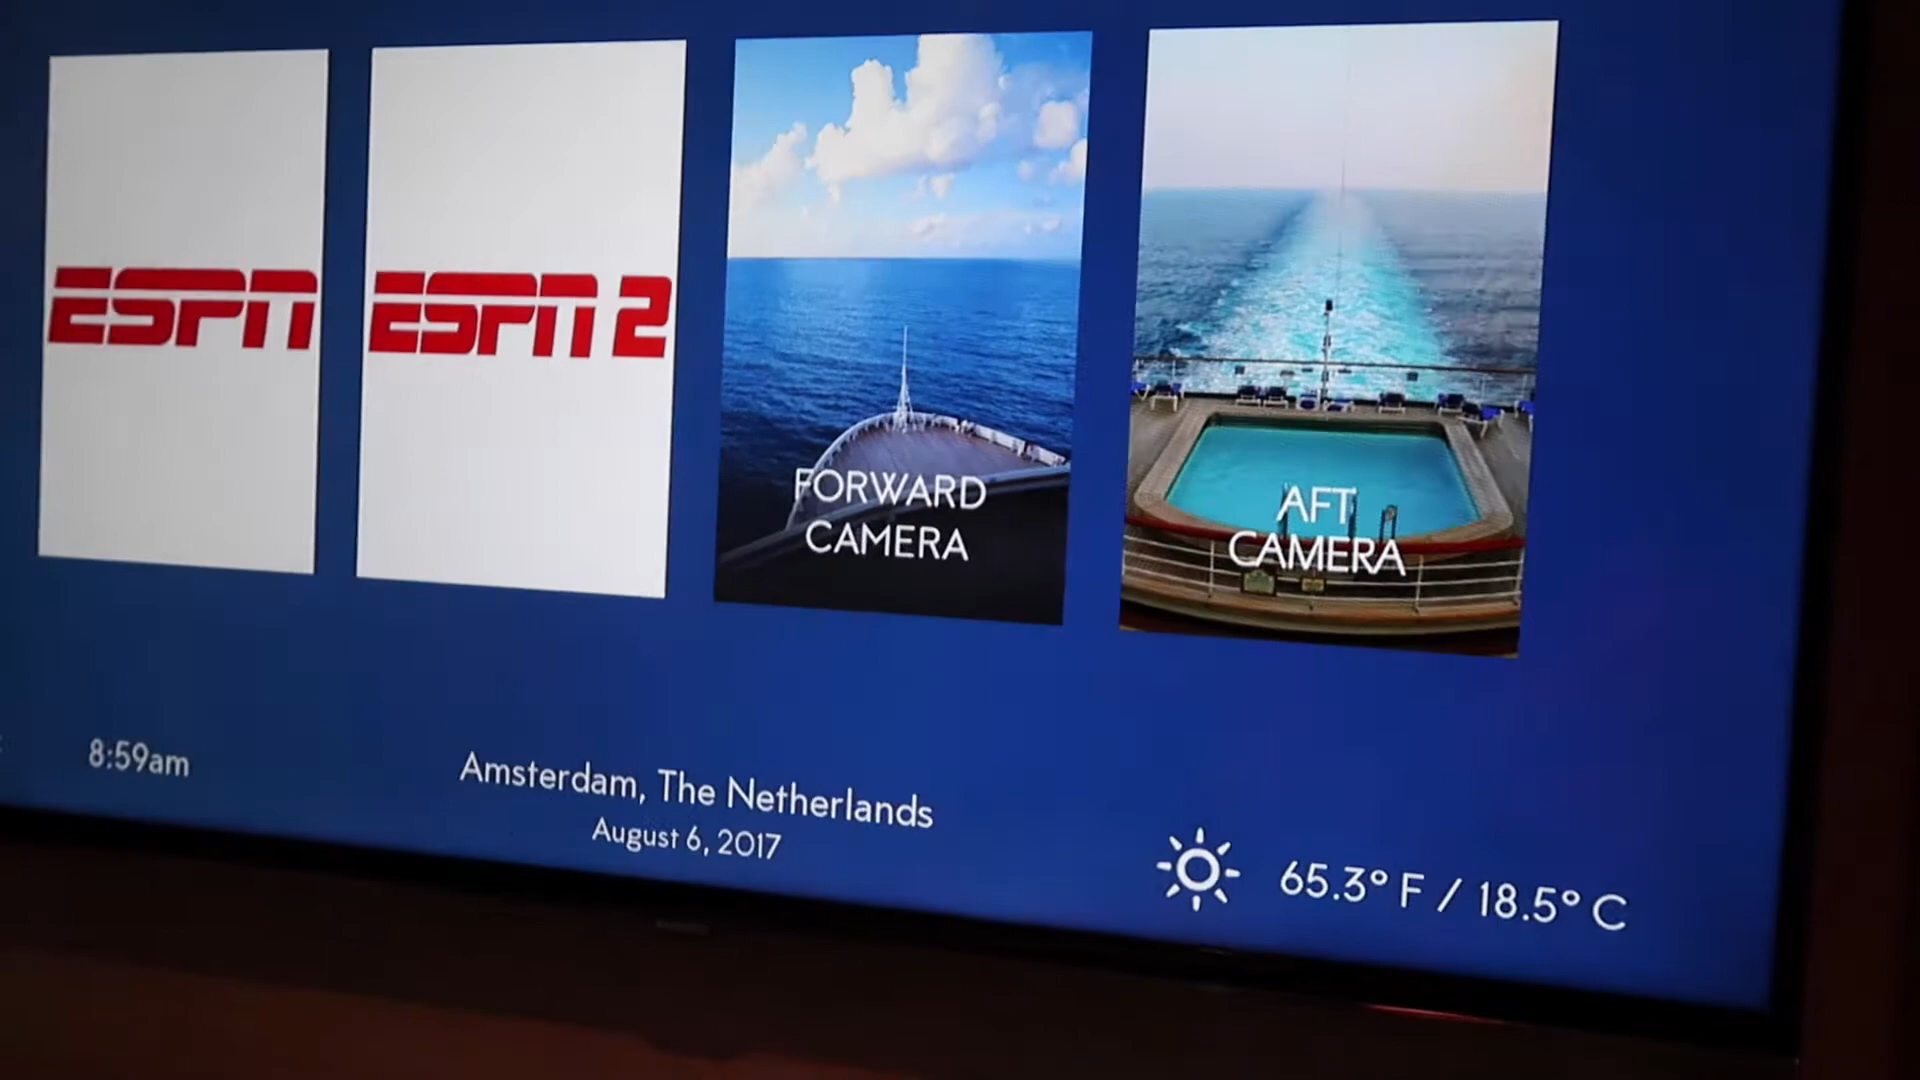 ESPN
ESPN 2
FORWARD
CAMERA
AFT
CAMERA
8:59am
Amsterdam, The Netherlands
August 6, 2017
65.3° F / 18.5° C